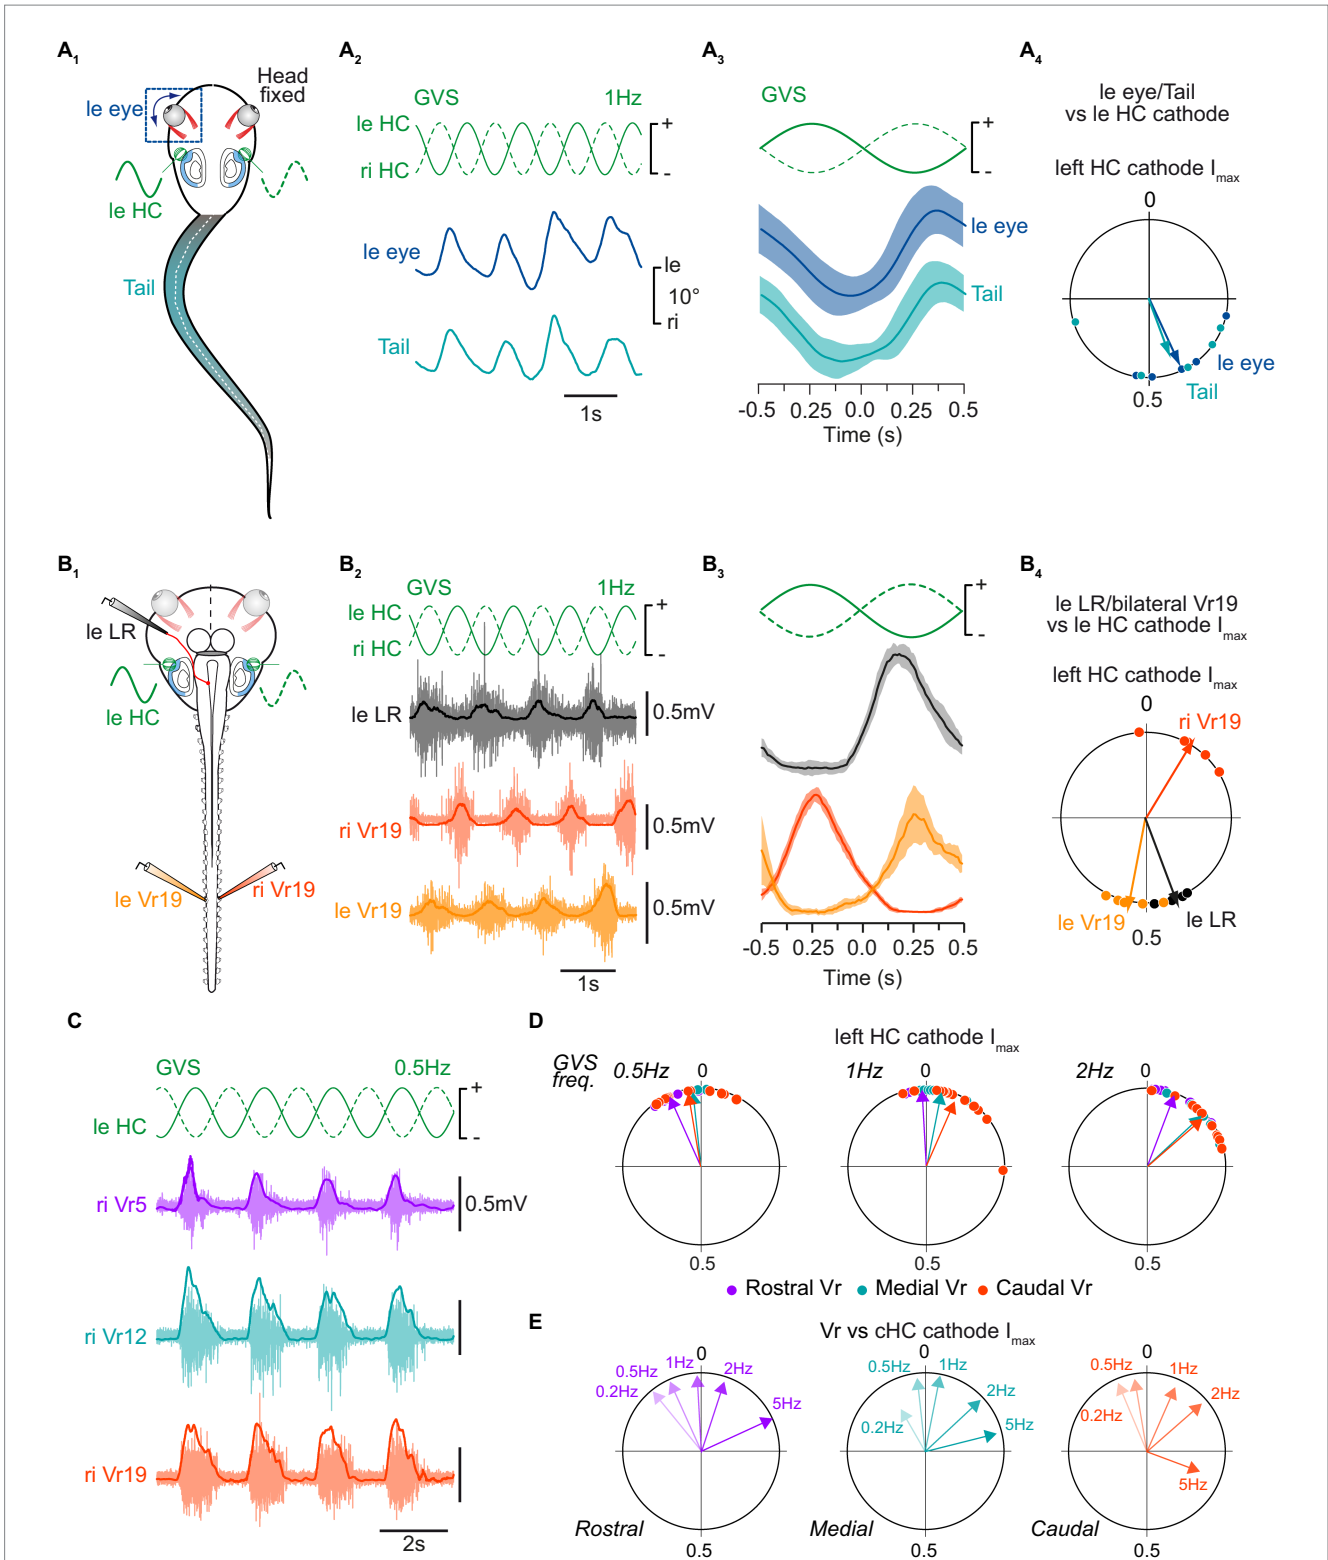 A1
Head
fixed
le eye
le HC
Tail
A2
GVS 1Hz
le HC
ri HC
+
-
le eye
le
10°
ri
Tail
1s
A3
GVS
+
-
le eye
Tail
-0.5 0.25 0.0 0.25 0.5
Time (s)
A4
le eye/Tail
vs le HC cathode
left HC cathode Imax
0
le eye
Tail
0.5
B1
le LR
le HC
le Vr19
ri Vr19
B2
GVS 1Hz
le HC
ri HC
+
-
le LR
0.5mV
ri Vr19
0.5mV
le Vr19
0.5mV
1s
B3
+
-
-0.5 0.25 0.0 0.25 0.5
Time (s)
B4
le LR/bilateral Vr19
vs le HC cathode Imax
left HC cathode Imax
0
ri Vr19
le Vr19
le LR
0.5
C
GVS 0.5Hz
le HC
+
-
ri Vr5
0.5mV
ri Vr12
ri Vr19
2s
D
left HC cathode Imax
GVS
freq.
0.5Hz 0
1Hz 0
2Hz 0
0.5 0.5 0.5
Rostral Vr Medial Vr Caudal Vr
E
Vr vs cHC cathode Imax
0 0 0
0.2Hz 0.5Hz 1Hz 2Hz 5Hz
0.2Hz 0.5Hz 1Hz 2Hz 5Hz
0.2Hz 0.5Hz 1Hz 2Hz 5Hz
Rostral Medial Caudal
0.5 0.5 0.5